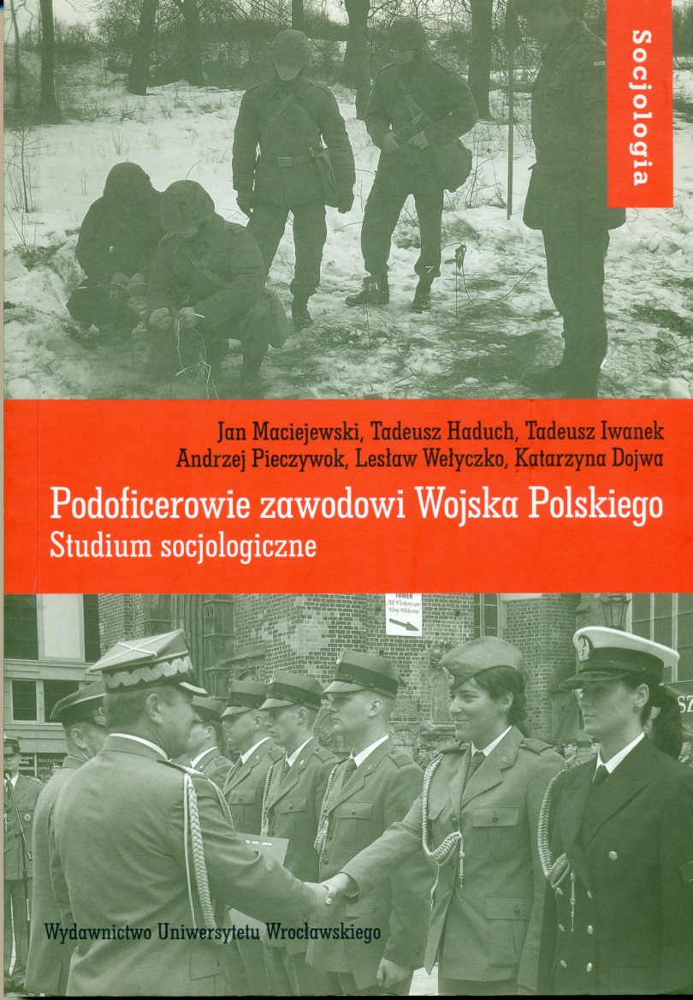 Socjologia
Jan Maciejewski, Tadeusz Haduch, Tadeusz Iwanek
Andrzej Pieczywok, Lesław Wełyczko, Katarzyna Dojwa
Podoficerowie zawodowi Wojska Polskiego
Studium socjologiczne
TOWER
All Visitors are
Very Welcome
SZ
Wydawnictwo Uniwersytetu Wrocławskiego